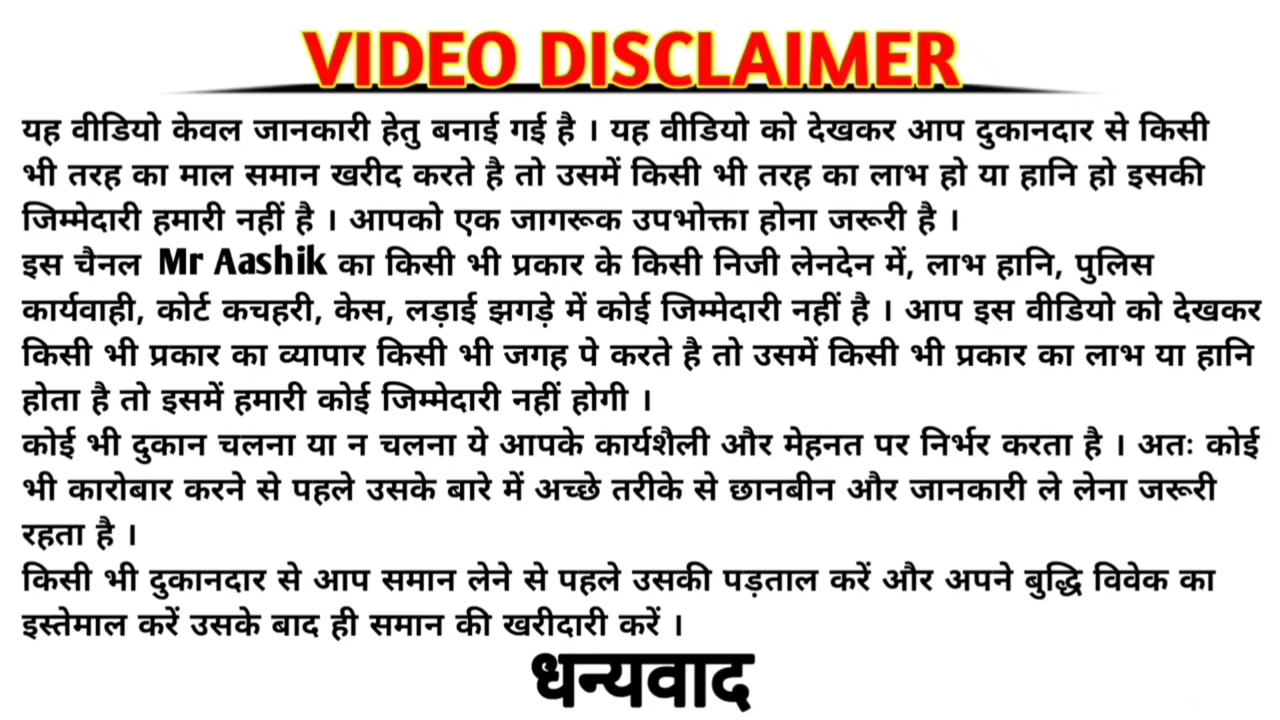 VIDEO DISCLAIMER
यह वीडियो केवल जानकारी हेतु बनाई गई है । यह वीडियो को देखकर आप दुकानदार से किसी
भी तरह का माल समान खरीद करते है तो उसमें किसी भी तरह का लाभ हो या हानि हो इसकी
जिम्मेदारी हमारी नहीं है । आपको एक जागरूक उपभोक्ता होना जरूरी है ।
इस चैनल Mr Aashik का किसी भी प्रकार के किसी निजी लेनदेन में, लाभ हानि, पुलिस
कार्यवाही, कोर्ट कचहरी, केस, लड़ाई झगड़े में कोई जिम्मेदारी नहीं है । आप इस वीडियो को देखकर
किसी भी प्रकार का व्यापार किसी भी जगह पे करते है तो उसमें किसी भी प्रकार का लाभ या हानि
होता है तो इसमें हमारी कोई जिम्मेदारी नहीं होगी ।
कोई भी दुकान चलना या न चलना ये आपके कार्यशैली और मेहनत पर निर्भर करता है । अतः कोई
भी कारोबार करने से पहले उसके बारे में अच्छे तरीके से छानबीन और जानकारी ले लेना जरूरी
रहता है ।
किसी भी दुकानदार से आप समान लेने से पहले उसकी पड़ताल करें और अपने बुद्धि विवेक का
इस्तेमाल करें उसके बाद ही समान की खरीदारी करें ।
धन्यवाद